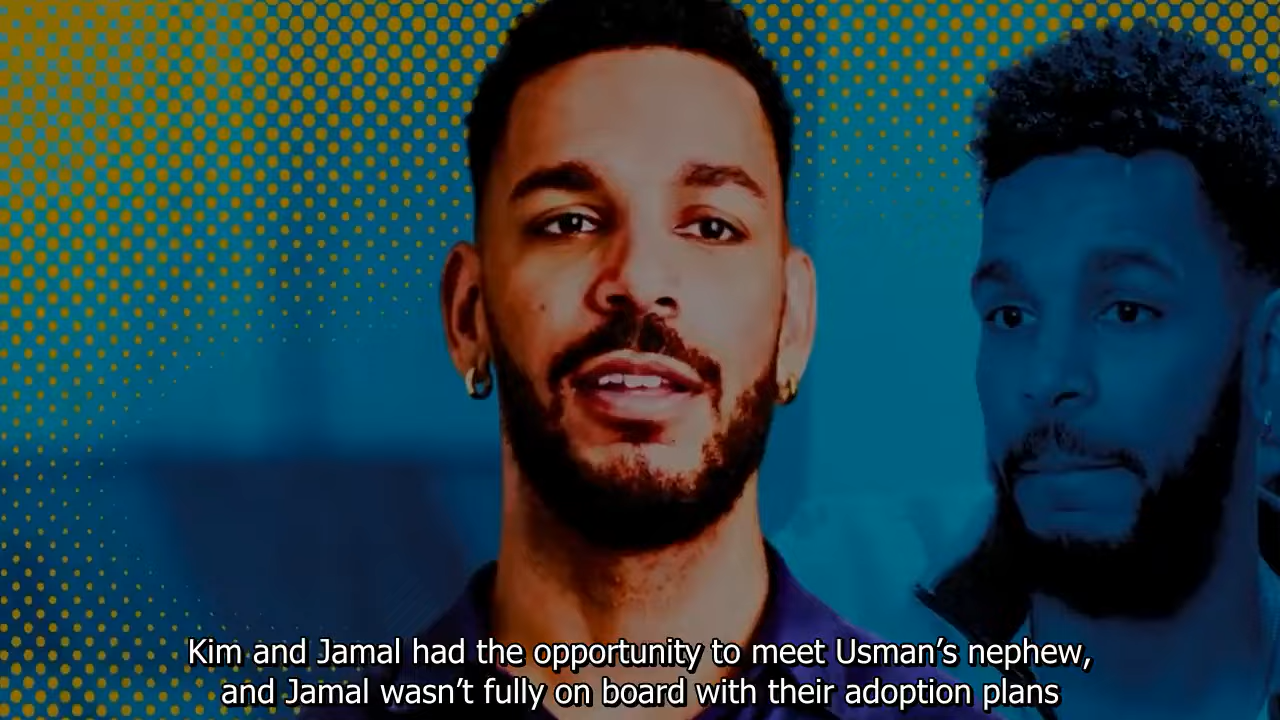 Kim and Jamal had the opportunity to meet Usman’s nephew,
and Jamal wasn’t fully on board with their adoption plans